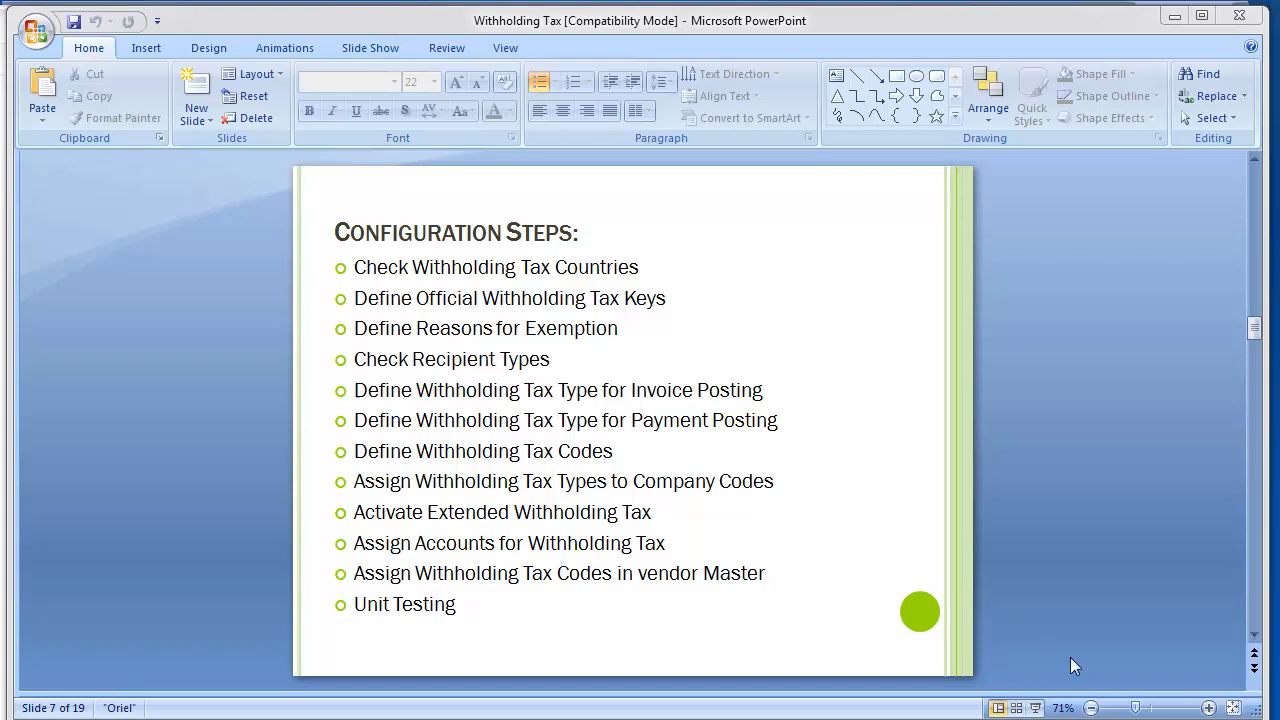 Withholding Tax [Compatibility Mode] - Microsoft PowerPoint
Home Insert Design Animations Slide Show Review View
Paste
Cut
Copy
Format Painter
Clipboard
New Slide
Layout
Reset
Delete
Slides
22
B I U abc S AV Aa A
Font
Text Direction
Align Text
Convert to SmartArt
Paragraph
Arrange
Quick Styles
Shape Fill
Shape Outline
Shape Effects
Drawing
Find
Replace
Select
Editing
CONFIGURATION STEPS:
Check Withholding Tax Countries
Define Official Withholding Tax Keys
Define Reasons for Exemption
Check Recipient Types
Define Withholding Tax Type for Invoice Posting
Define Withholding Tax Type for Payment Posting
Define Withholding Tax Codes
Assign Withholding Tax Types to Company Codes
Activate Extended Withholding Tax
Assign Accounts for Withholding Tax
Assign Withholding Tax Codes in vendor Master
Unit Testing
Slide 7 of 19 "Oriel" 71%